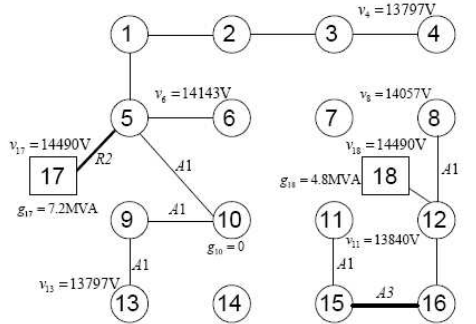 v₄ = 13797V
1 2 3 4
v₆ = 14143V v₈ = 14057V
5 6 7 8
v₁₇ = 14490V R2 v₁₈ = 14490V
17 A1 18 A1
g₁₈ = 4.8MVA
g₁₇ = 7.2MVA
9 A1 10 11 12
g₁₀ = 0 v₁₁ = 13840V
A1 A1
v₁₃ = 13797V A3
13 14 15 16